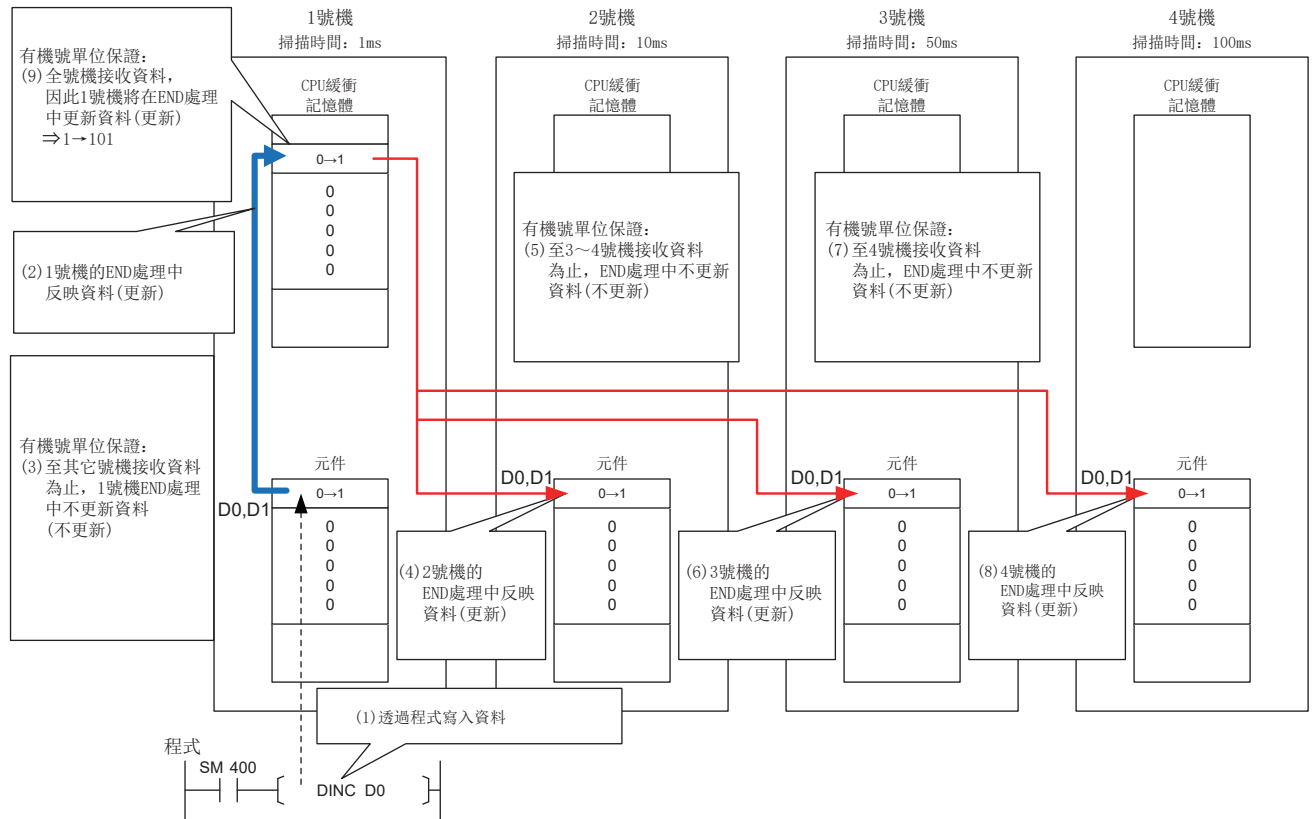 1號機
掃描時間：1ms
2號機
掃描時間：10ms
3號機
掃描時間：50ms
4號機
掃描時間：100ms
有機號單位保證：
(9)全號機接收資料，
因此1號機將在END處理
中更新資料(更新)
⇒1→101
CPU緩衝
記憶體
0→1
0
0
0
0
0
CPU緩衝
記憶體
CPU緩衝
記憶體
CPU緩衝
記憶體
(2)1號機的END處理中
反映資料(更新)
有機號單位保證：
(5)至3～4號機接收資料
為止，END處理中不更新
資料(不更新)
有機號單位保證：
(7)至4號機接收資料
為止，END處理中不更新
資料(不更新)
有機號單位保證：
(3)至其它號機接收資料
為止，1號機END處理
中不更新資料
(不更新)
元件
D0,D1
0→1
0
0
0
0
0
元件
D0,D1
0→1
0
0
0
0
0
元件
D0,D1
0→1
0
0
0
0
0
元件
D0,D1
0→1
0
0
0
0
0
(4)2號機的
END處理中反映
資料(更新)
(6)3號機的
END處理中反映
資料(更新)
(8)4號機的
END處理中反映
資料(更新)
(1)透過程式寫入資料
程式
SM 400
DINC D0